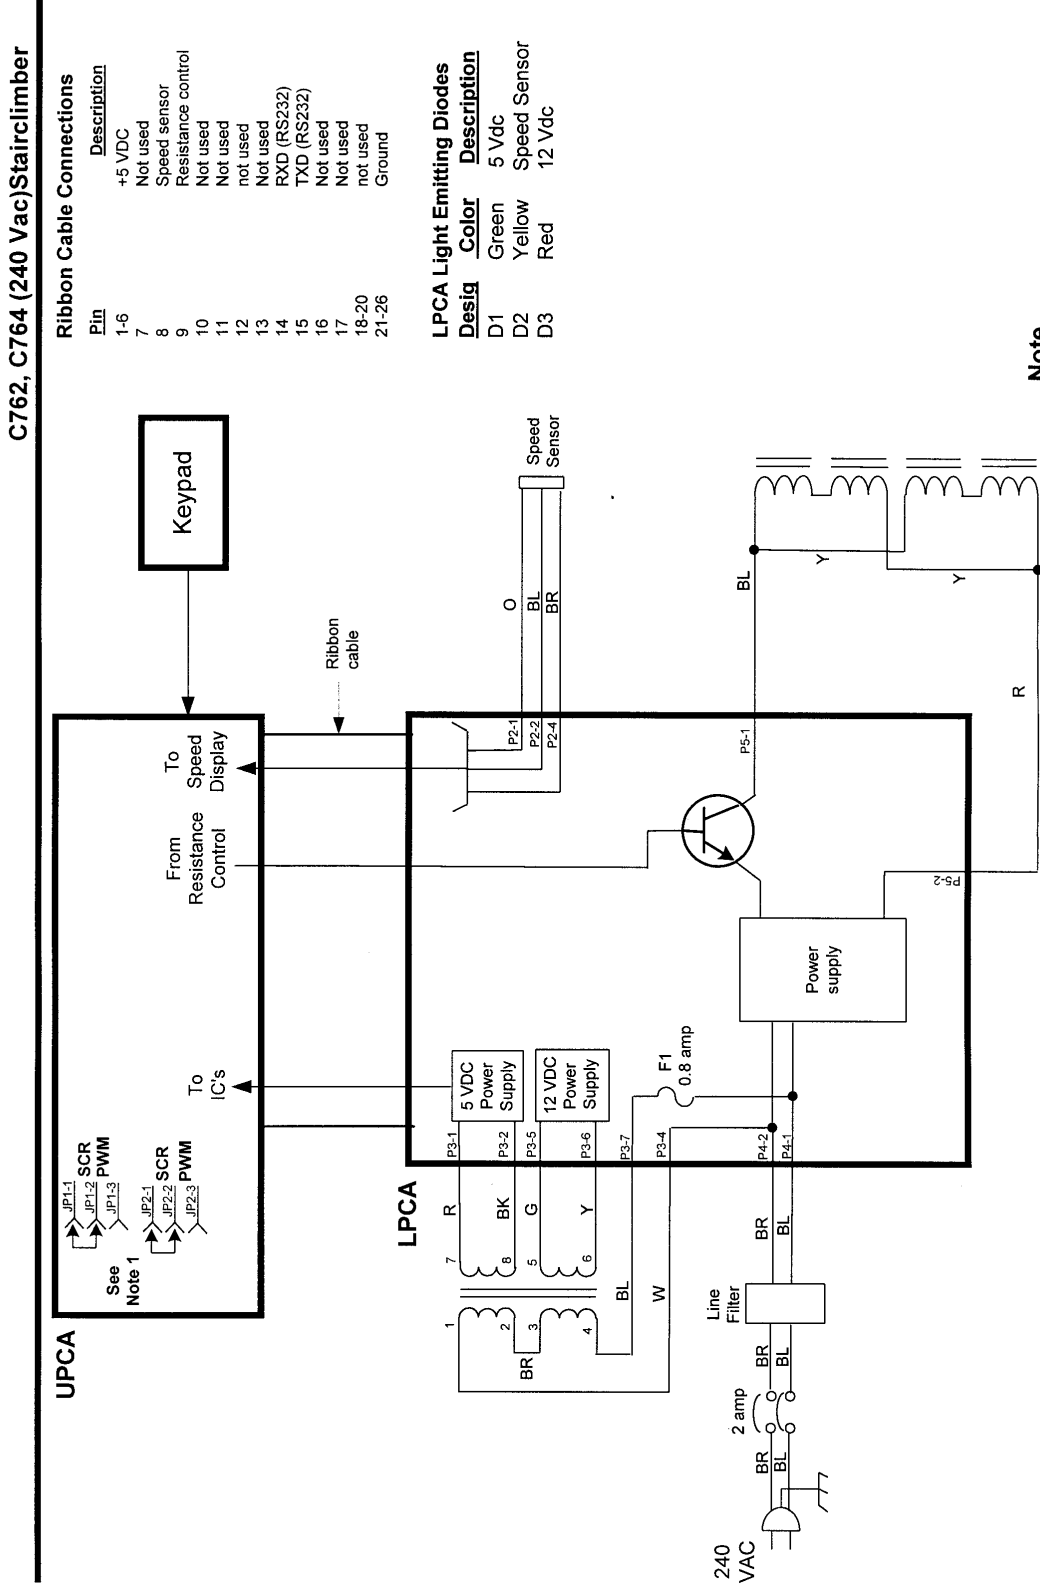 C762, C764 (240 Vac)Stairclimber
Ribbon Cable Connections
Pin Description
1-6 +5 VDC
7 Not used
8 Speed sensor
9 Resistance control
10 Not used
11 Not used
12 not used
13 Not used
14 RXD (RS232)
15 TXD (RS232)
16 Not used
17 Not used
18-20 not used
21-26 Ground
LPCA Light Emitting Diodes
Desig Color Description
D1 Green 5 Vdc
D2 Yellow Speed Sensor
D3 Red 12 Vdc
Note
UPCA
See
Note 1
JP1-1
JP1-2
JP1-3
SCR
PWM
JP2-1
JP2-2
JP2-3
SCR
PWM
To
IC's
From
Resistance
Control
To
Speed
Display
Keypad
Ribbon
cable
LPCA
P3-1
P3-2
P3-5
P3-6
P3-7
P3-4
P4-2
P4-1
5 VDC
Power
Supply
12 VDC
Power
Supply
F1
0.8 amp
Power
supply
P2-1
P2-2
P2-4
P5-1
P5-2
O
BL
BR
Speed
Sensor
BL
Y
Y
R
R
BK
G
Y
7
8
5
6
1
2
3
4
BR
BL
W
240
VAC
BR
BL
2 amp
BR
BL
Line
Filter
BR
BL